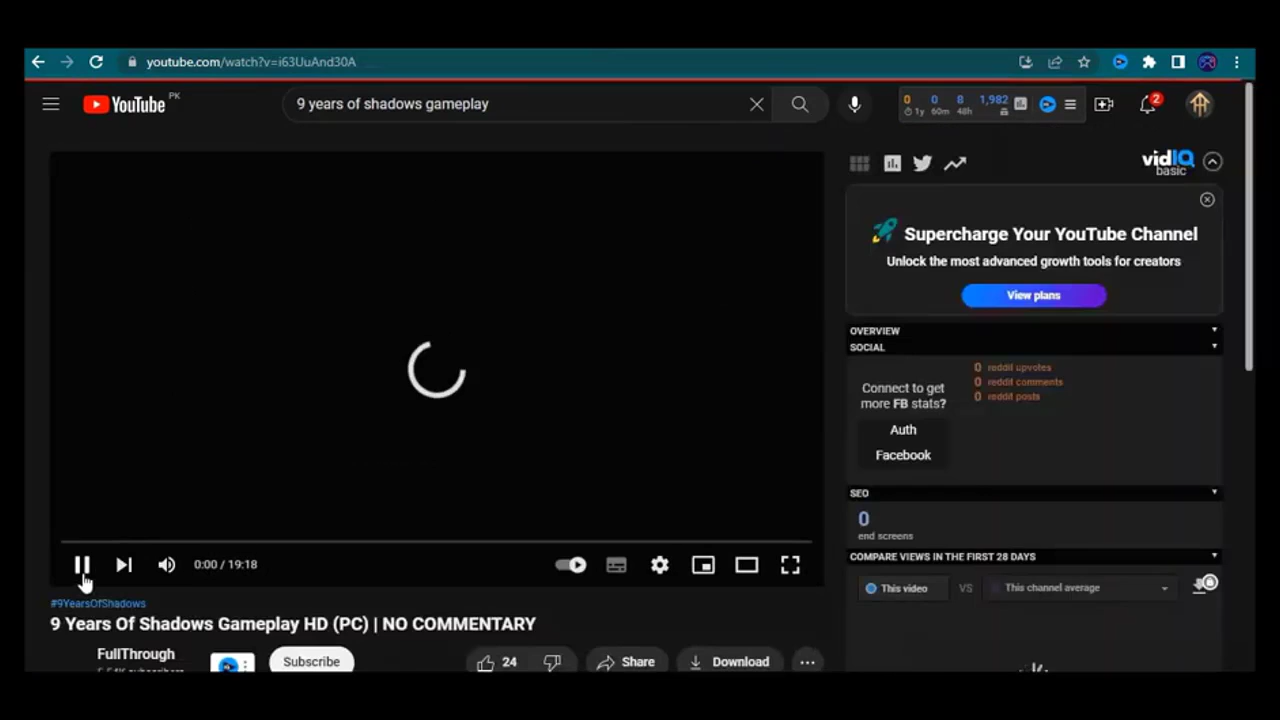 youtube.com/watch?v=i63UuAnd30A
YouTube PK
9 years of shadows gameplay
0 0 8 1,982
1y 60m 48h
2
vidIQ
basic
Supercharge Your YouTube Channel
Unlock the most advanced growth tools for creators
View plans
OVERVIEW
SOCIAL
0 reddit upvotes
Connect to get
0 reddit comments
more FB stats?
0 reddit posts
Auth
Facebook
SEO
0
end screens
COMPARE VIEWS IN THE FIRST 28 DAYS
This video VS This channel average
0:00 / 19:18
#9YearsOfShadows
9 Years Of Shadows Gameplay HD (PC) | NO COMMENTARY
FullThrough
Subscribe
24
Share
Download